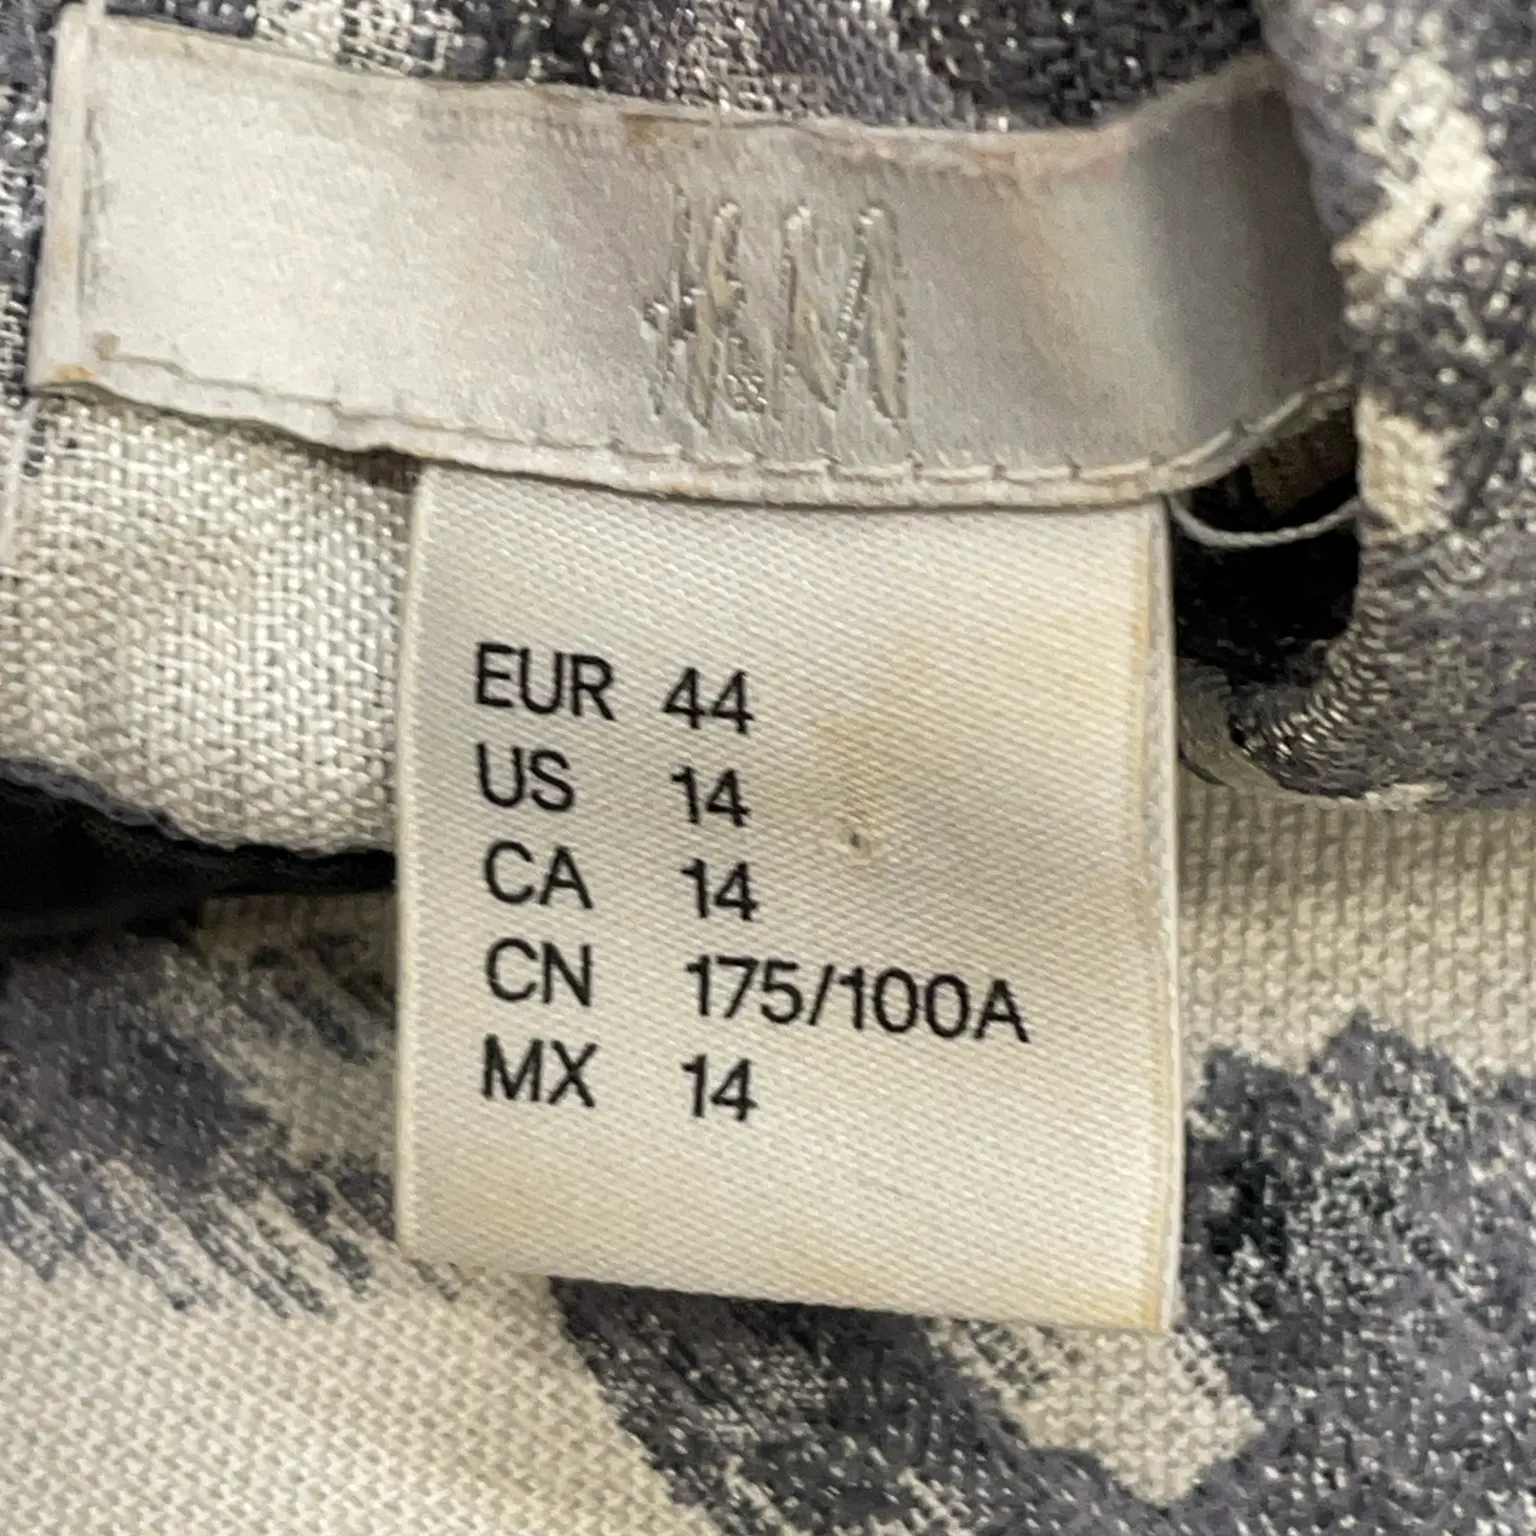 H&M
EUR 44
US 14
CA 14
CN 175/100A
MX 14